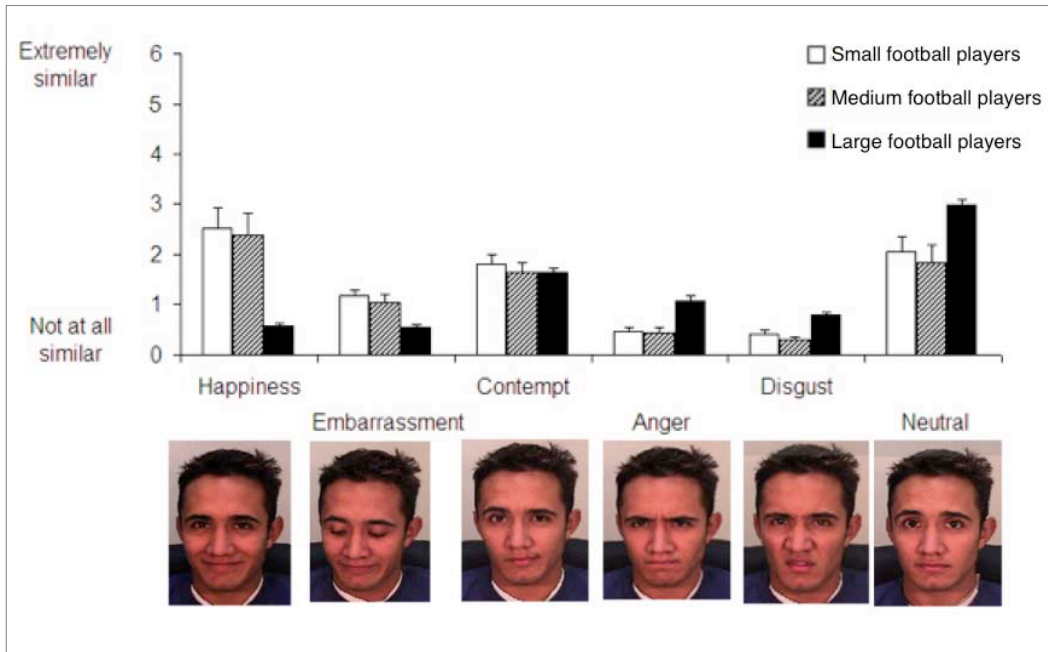 Extremely
similar
6
5
4
3
2
1
0
Not at all
similar
Small football players
Medium football players
Large football players
Happiness
Contempt
Disgust
Embarrassment
Anger
Neutral